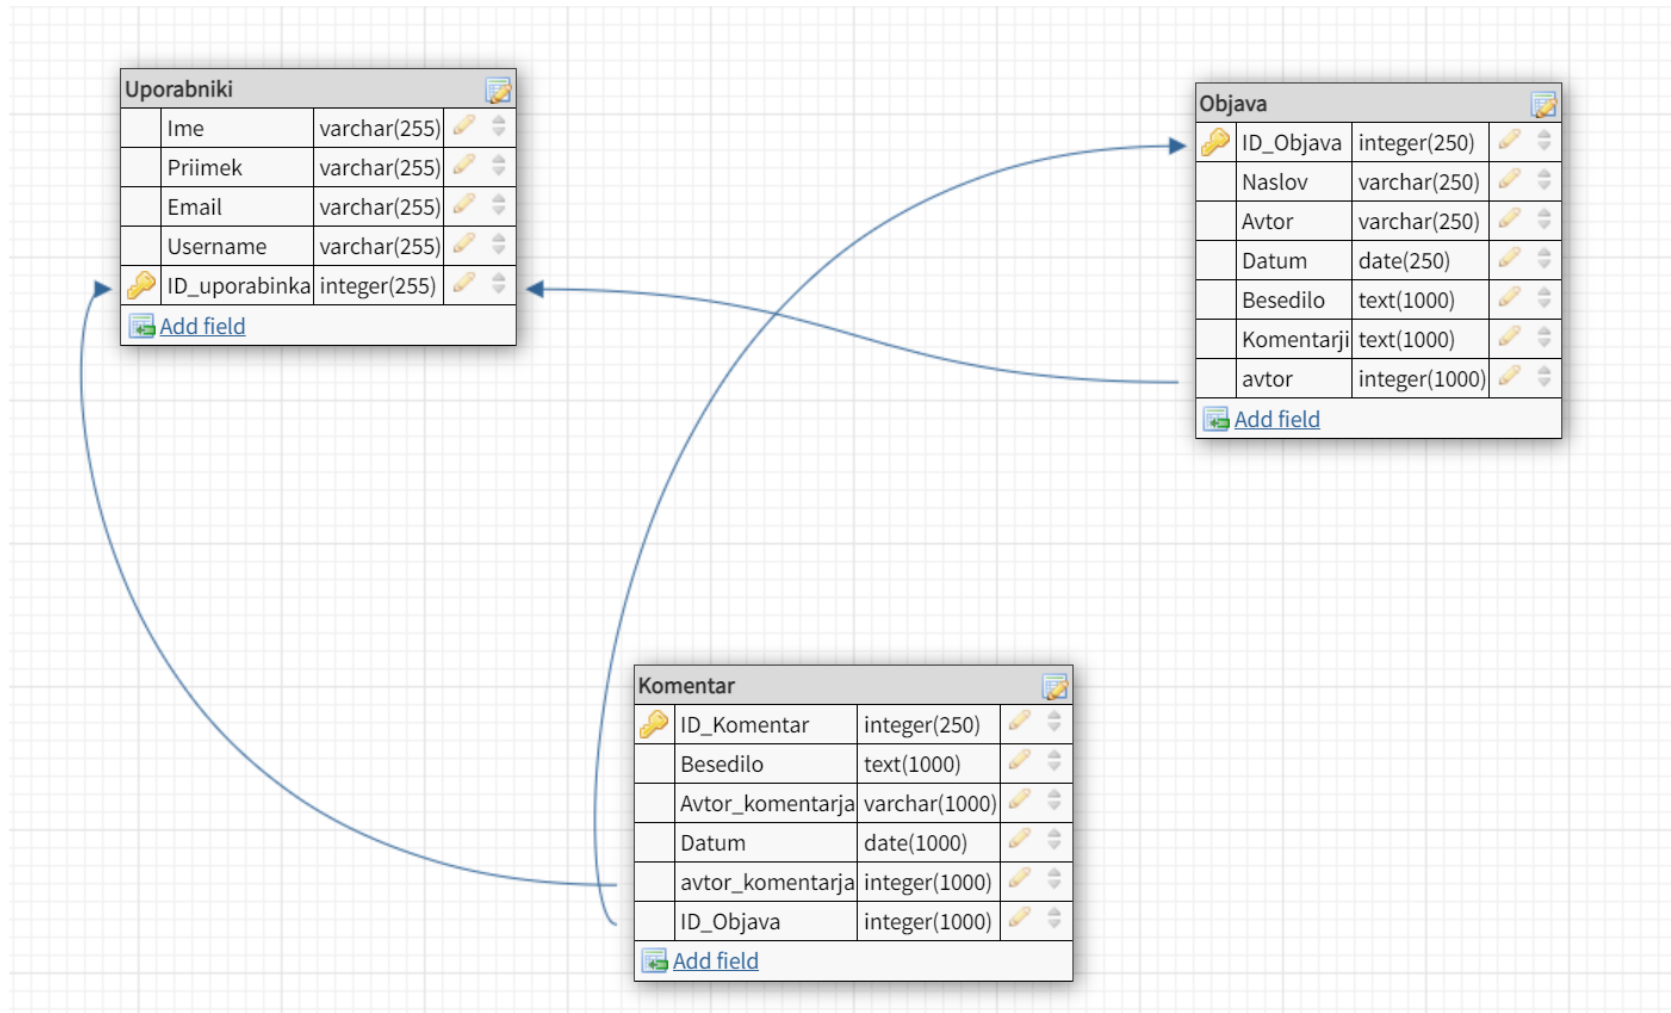 Uporabniki
Ime varchar(255)
Priimek varchar(255)
Email varchar(255)
Username varchar(255)
ID_uporabinka integer(255)
Add field
Objava
ID_Objava integer(250)
Naslov varchar(250)
Avtor varchar(250)
Datum date(250)
Besedilo text(1000)
Komentarji text(1000)
avtor integer(1000)
Add field
Komentar
ID_Komentar integer(250)
Besedilo text(1000)
Avtor_komentarja varchar(1000)
Datum date(1000)
avtor_komentarja integer(1000)
ID_Objava integer(1000)
Add field